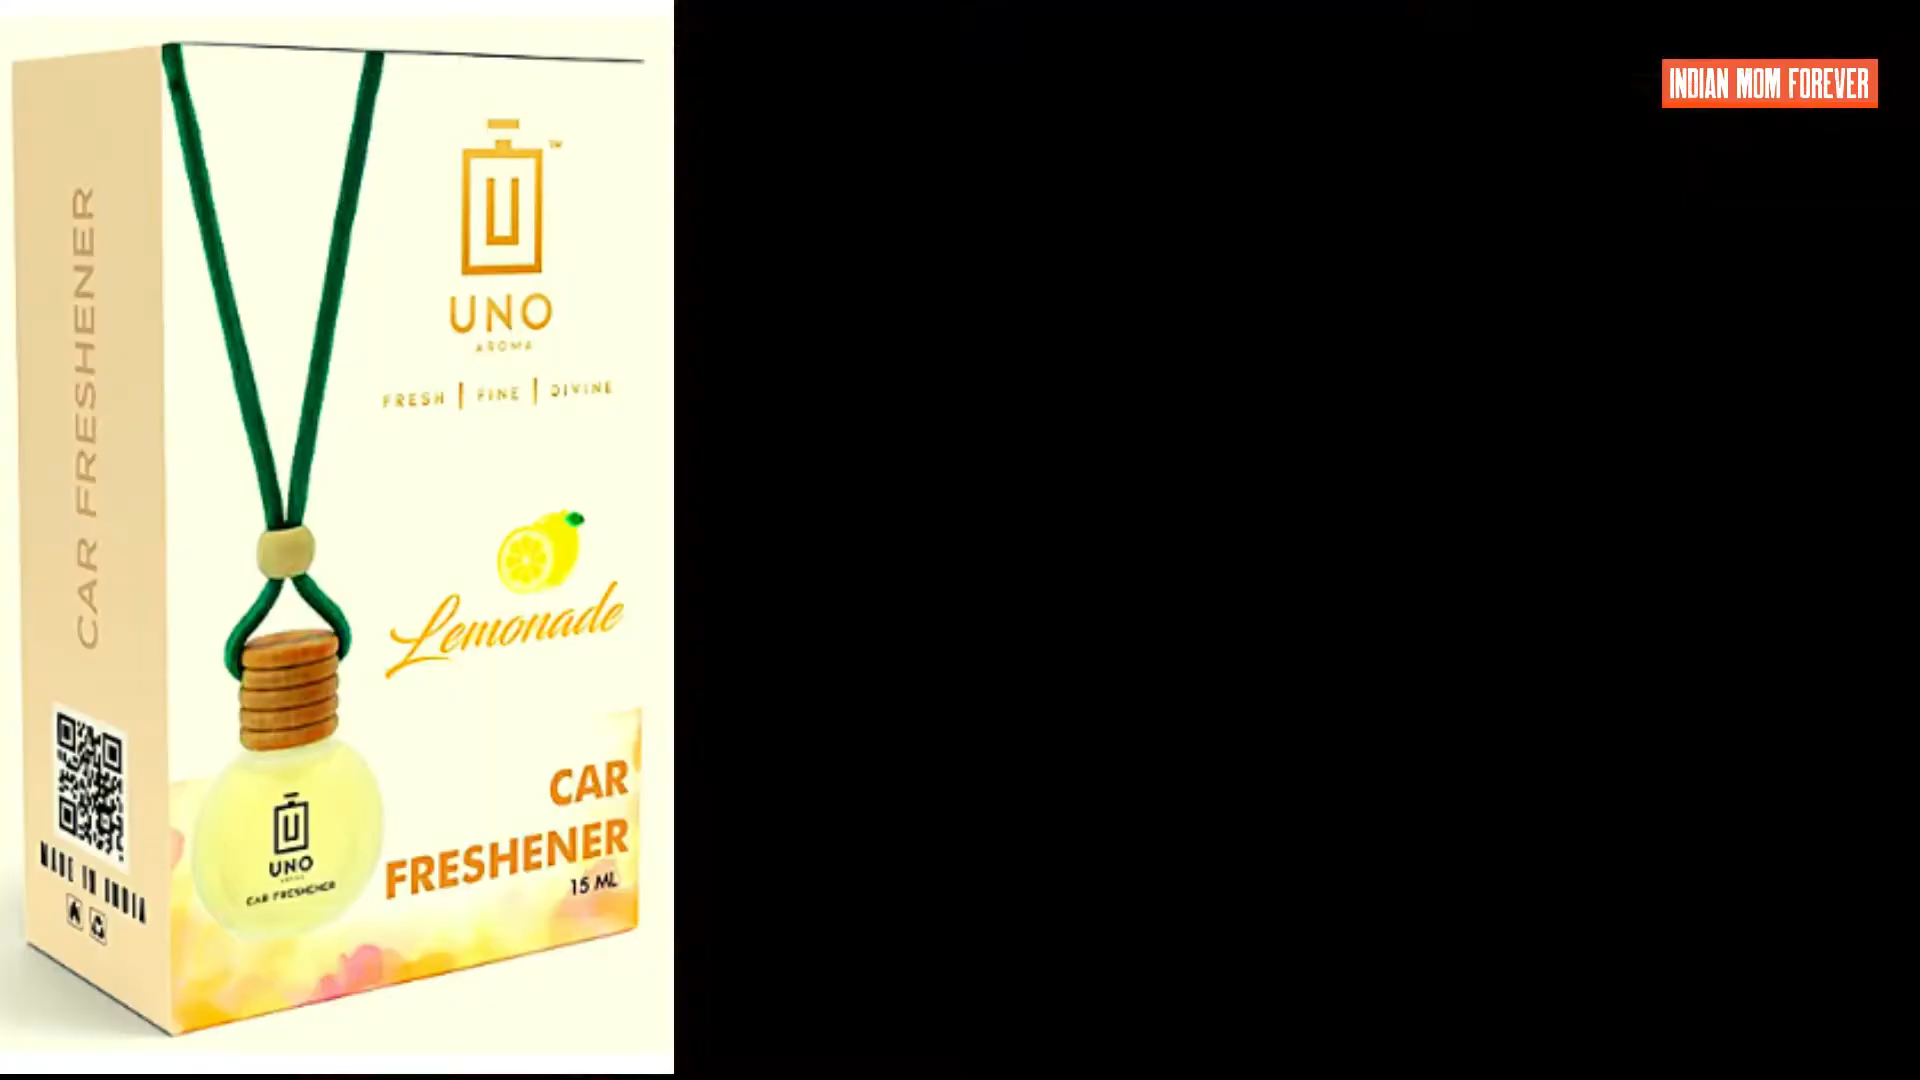 INDIAN MOM FOREVER
CAR FRESHENER
MADE IN INDIA
U
TM
UNO
AROMA
FRESH | FINE | DIVINE
Lemonade
CAR
FRESHENER
15 ML
U
UNO
CAR FRESHENER